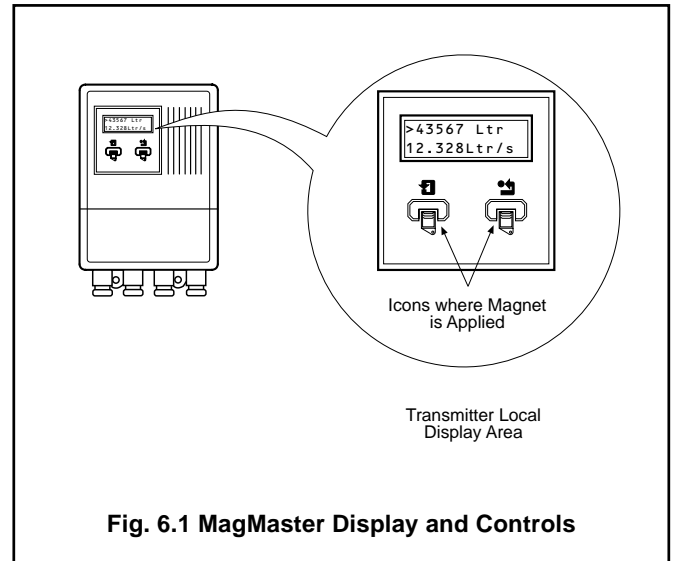 >43567 Ltr
12.328Ltr/s
>43567 Ltr
12.328Ltr/s
Icons where Magnet
is Applied
Transmitter Local
Display Area
Fig. 6.1 MagMaster Display and Controls